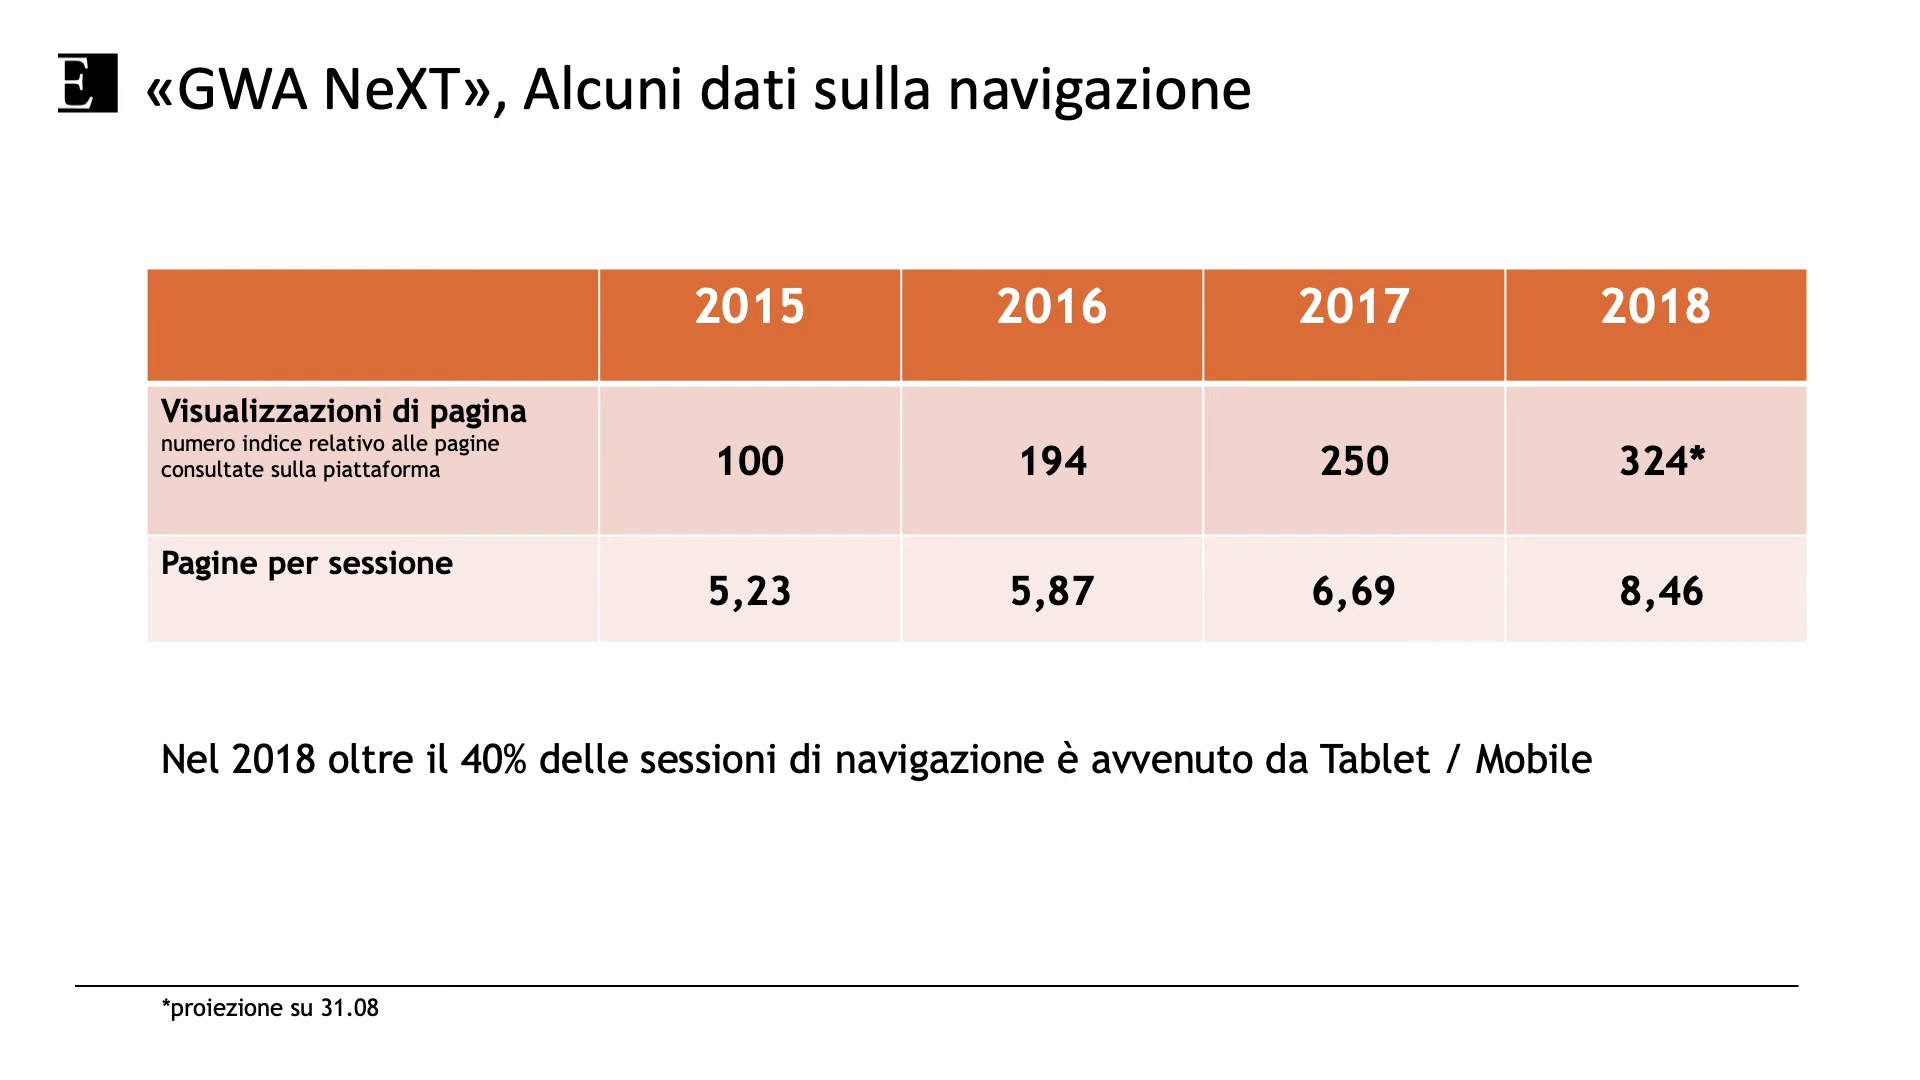 E
«GWA NeXT», Alcuni dati sulla navigazione
2015 2016 2017 2018
Visualizzazioni di pagina
numero indice relativo alle pagine
consultate sulla piattaforma
100 194 250 324*
Pagine per sessione
5,23 5,87 6,69 8,46
Nel 2018 oltre il 40% delle sessioni di navigazione è avvenuto da Tablet / Mobile
*proiezione su 31.08